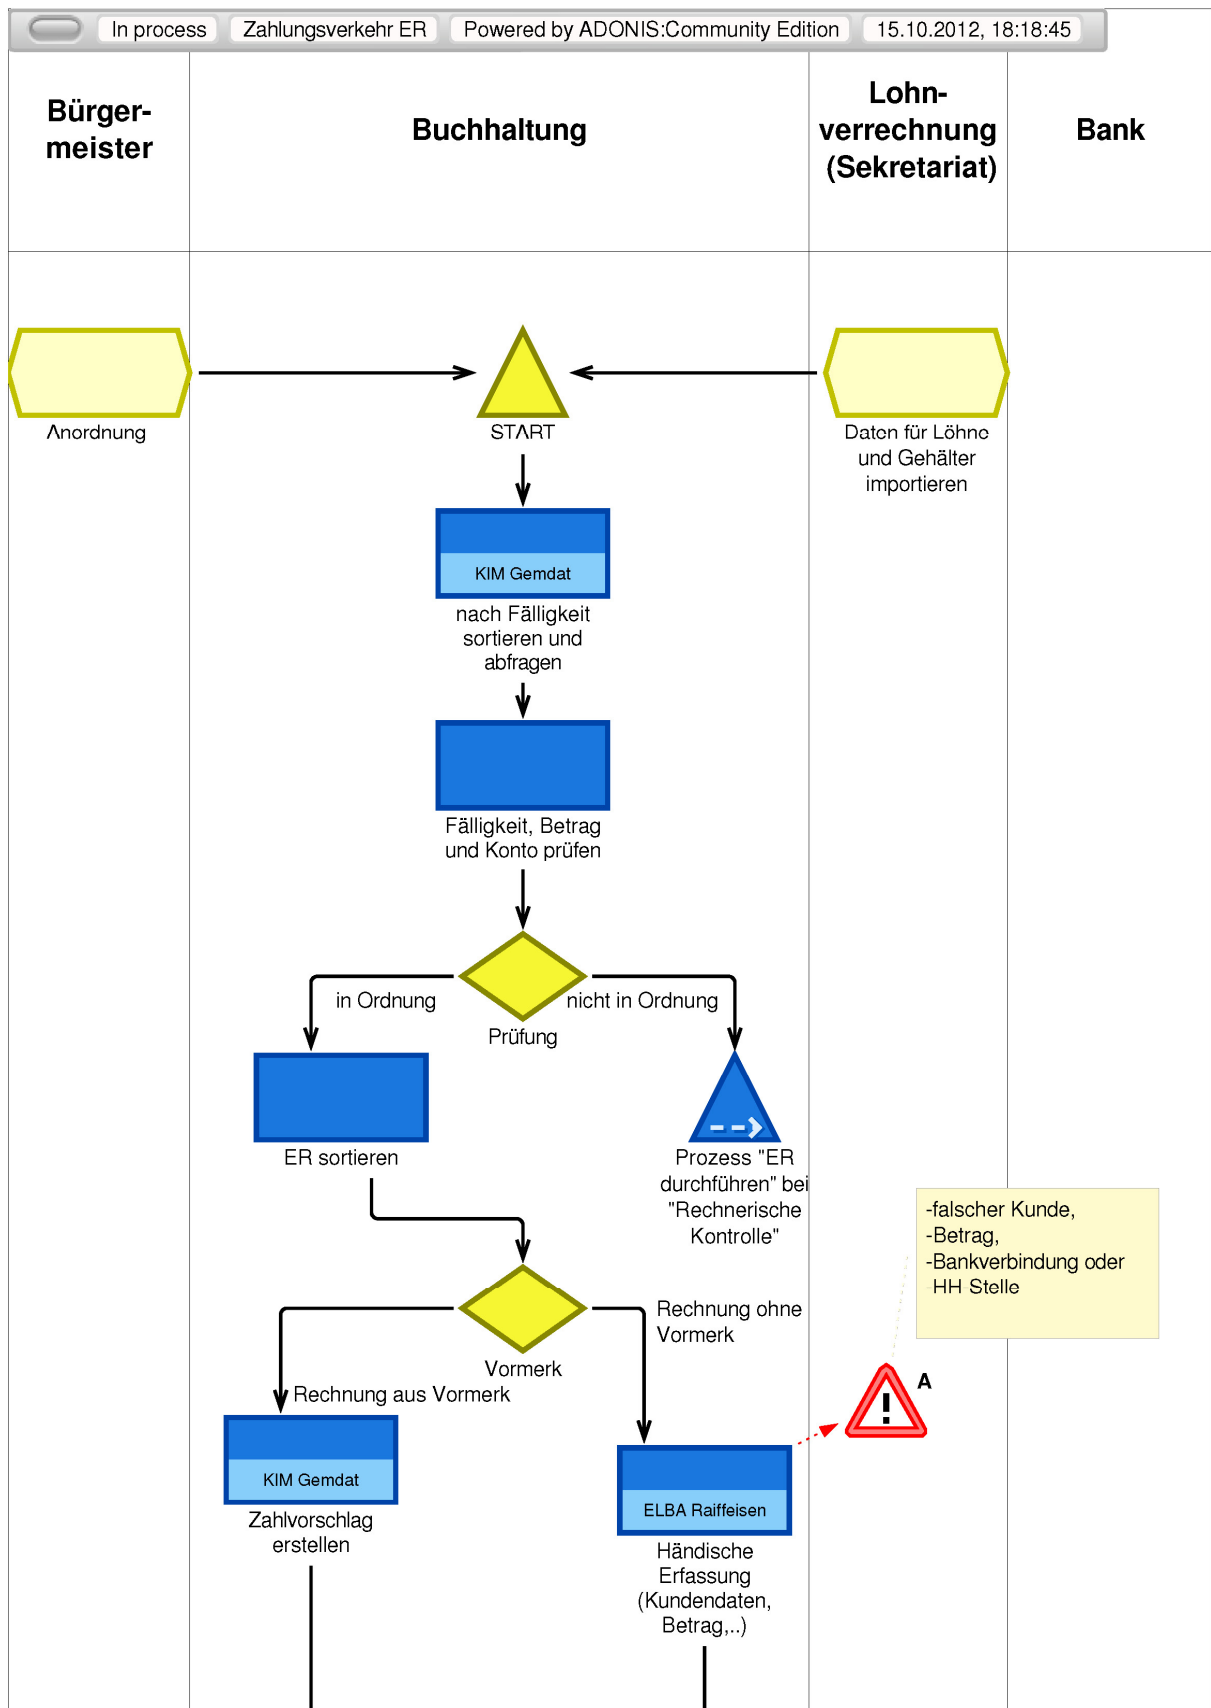 In process Zahlungsverkehr ER Powered by ADONIS:Community Edition 15.10.2012, 18:18:45
Bürger-
meister
Buchhaltung
Lohn-
verrechnung
(Sekretariat)
Bank
Anordnung
START
Daten für Löhne
und Gehälter
importieren
KIM Gemdat
nach Fälligkeit
sortieren und
abfragen
Fälligkeit, Betrag
und Konto prüfen
in Ordnung
nicht in Ordnung
Prüfung
ER sortieren
Prozess "ER
durchführen" bei
"Rechnerische
Kontrolle"
-falscher Kunde,
-Betrag,
-Bankverbindung oder
-HH Stelle
Rechnung ohne
Vormerk
Vormerk
Rechnung aus Vormerk
A
!
KIM Gemdat
Zahlvorschlag
erstellen
ELBA Raiffeisen
Händische
Erfassung
(Kundendaten,
Betrag,..)